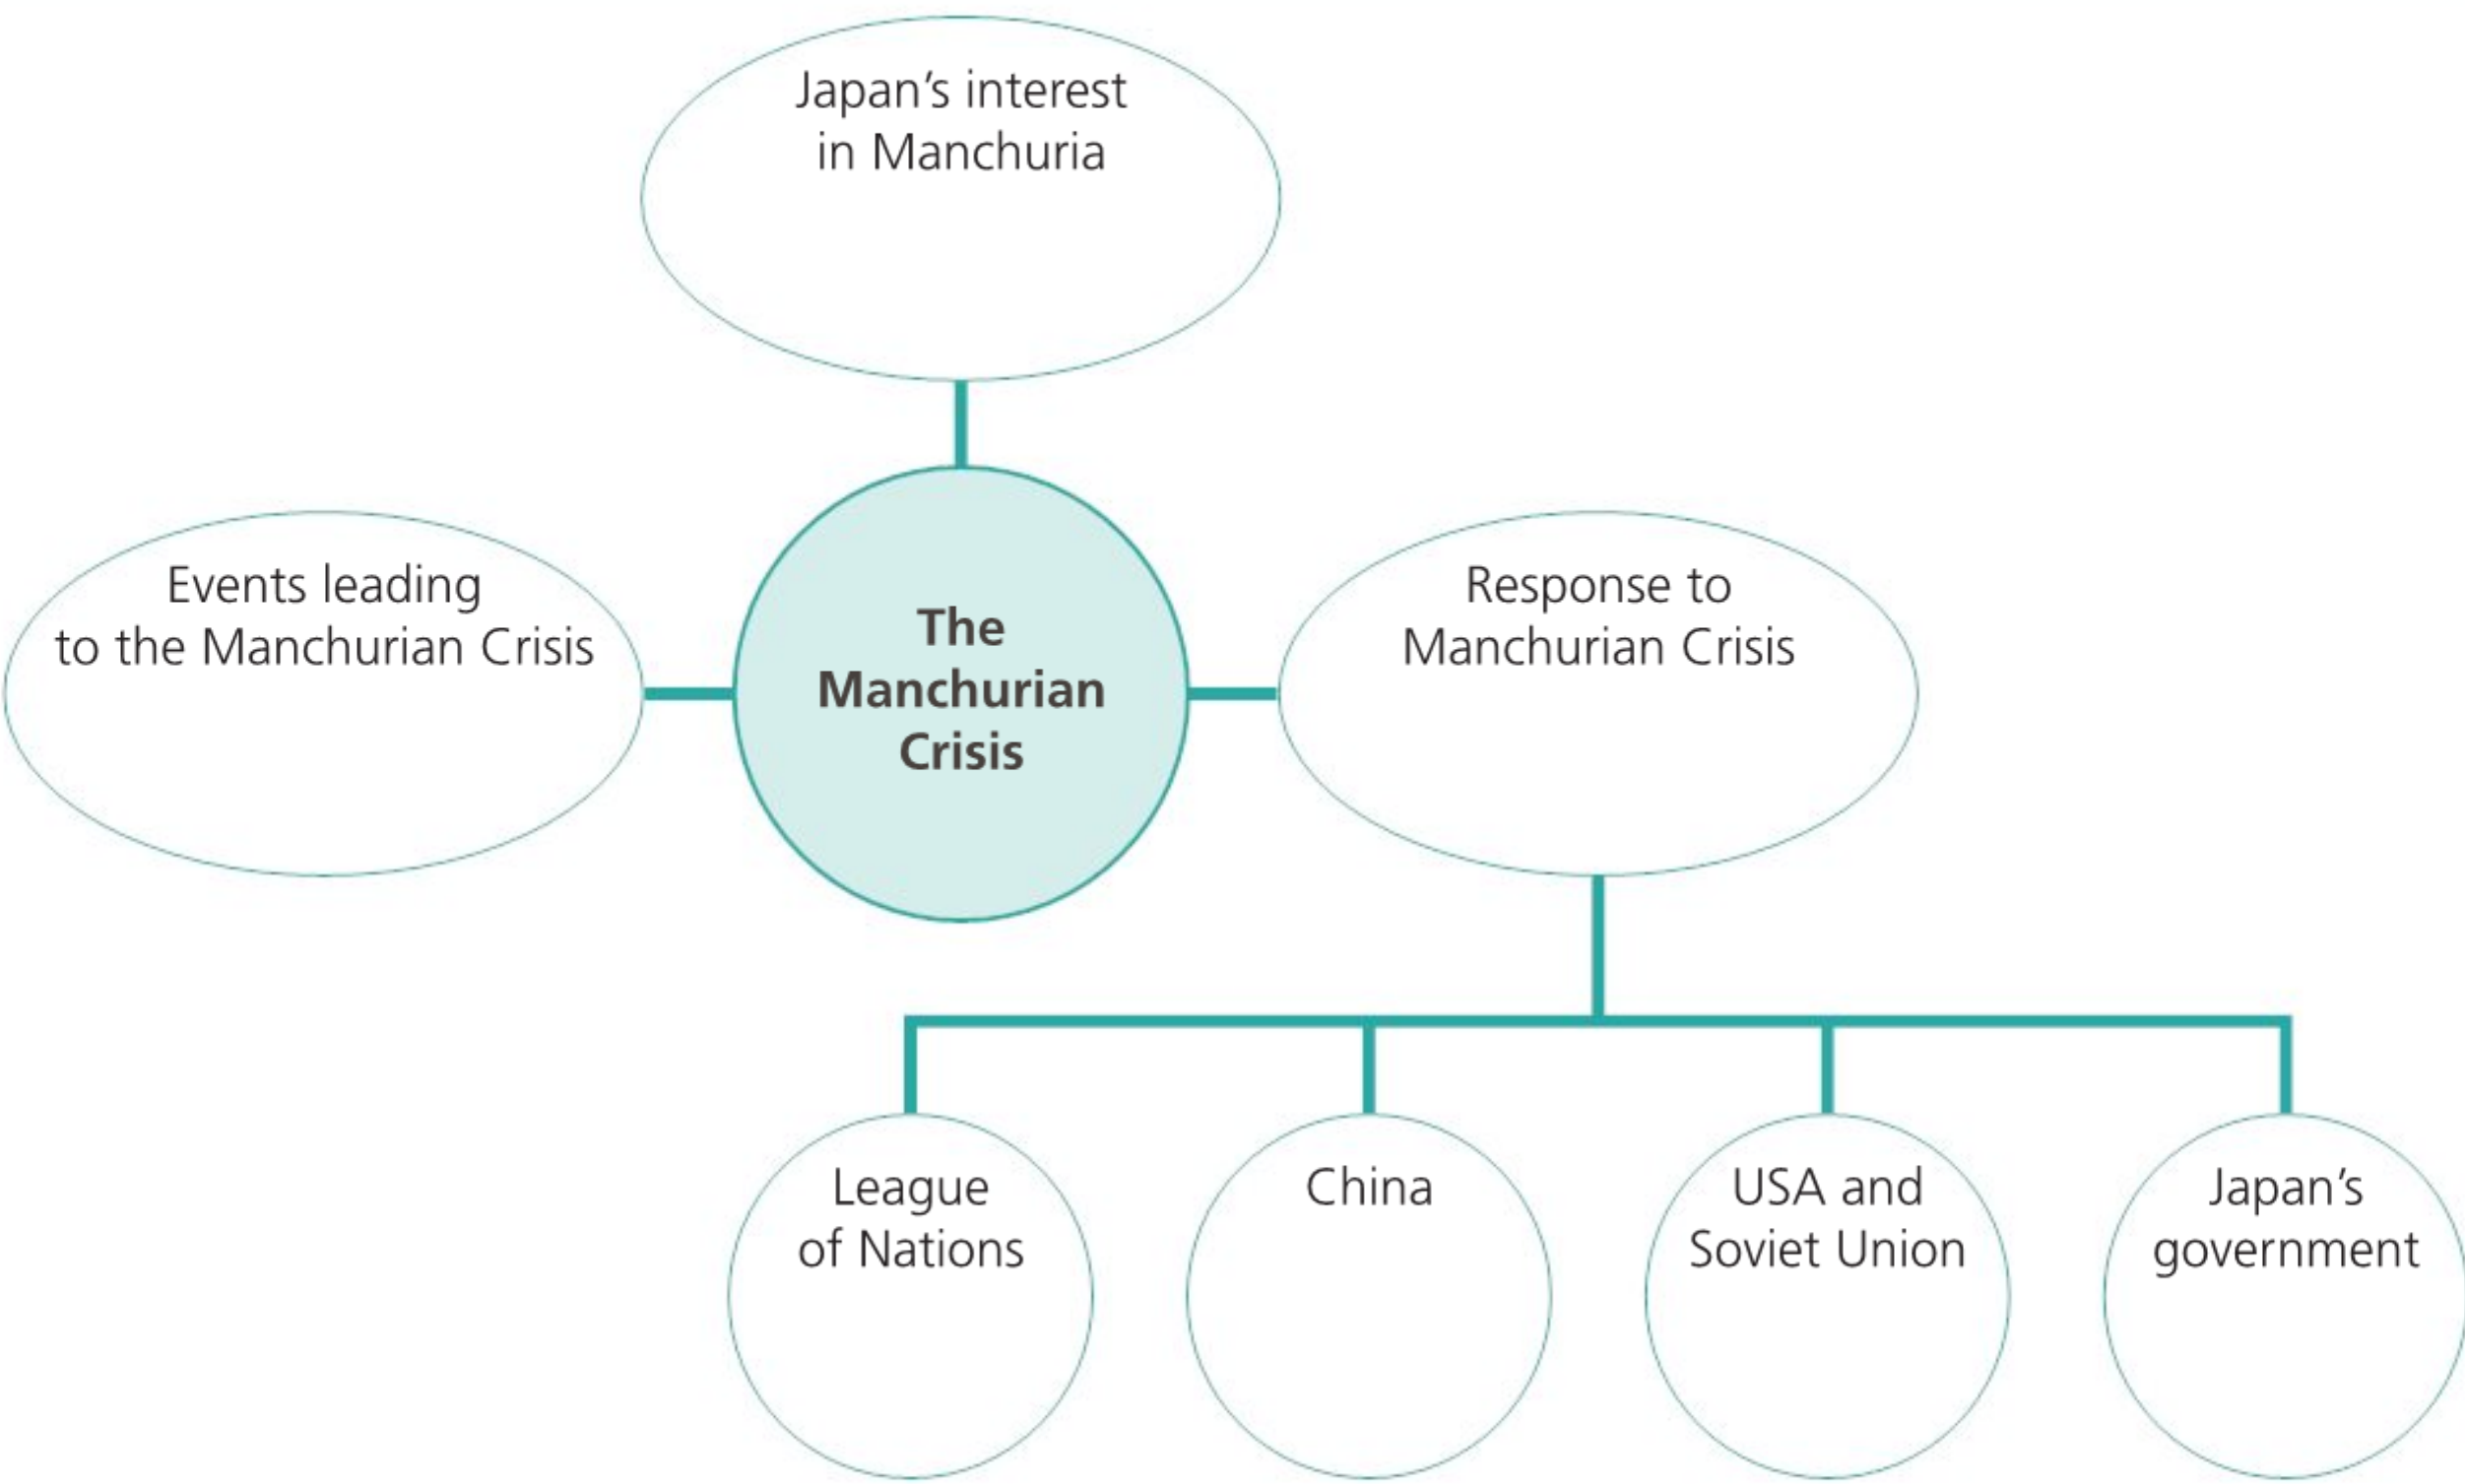 Japan’s interest
in Manchuria
Events leading
to the Manchurian Crisis
The
Manchurian
Crisis
Response to
Manchurian Crisis
League
of Nations
China
USA and
Soviet Union
Japan’s
government